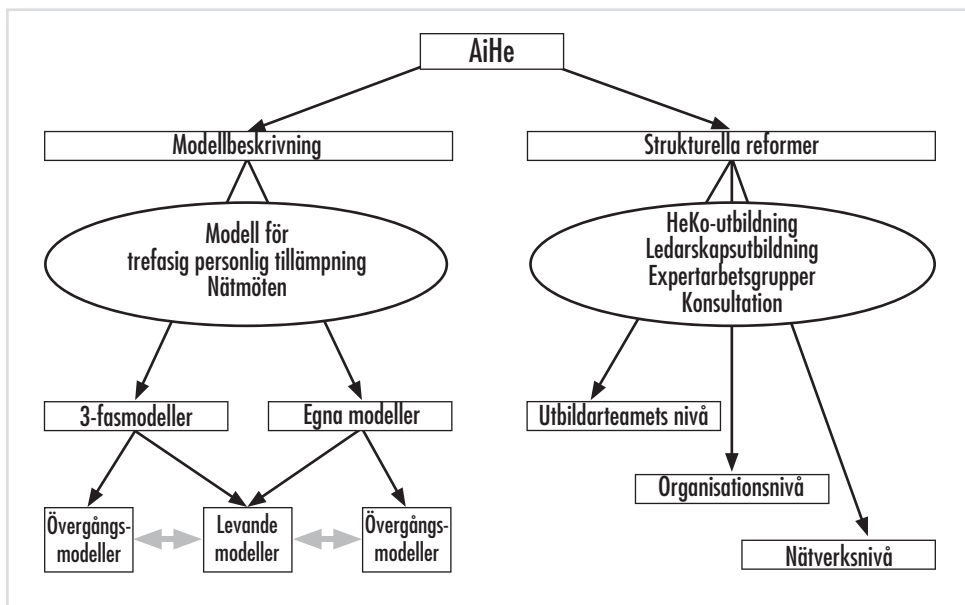 AiHe
Modellbeskrivning
Strukturella reformer
Modell för
trefasig personlig tillämpning
Nätmöten
HeKo-utbildning
Ledarskapsutbildning
Expertarbetsgrupper
Konsultation
3-fasmodeller
Egna modeller
Utbildarteamets nivå
Organisationsnivå
Övergångs-
modeller
Levande
modeller
Övergångs-
modeller
Nätverksnivå